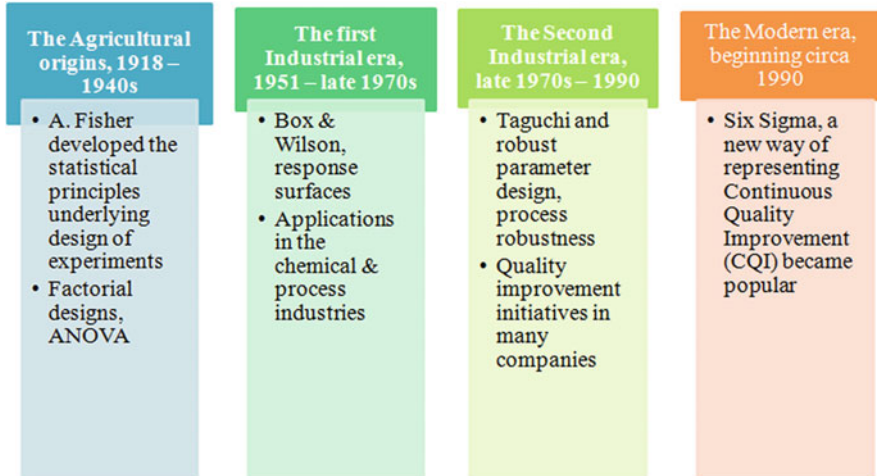 The Agricultural
origins, 1918 –
1940s
• A. Fisher
developed the
statistical
principles
underlying
design of
experiments
• Factorial
designs,
ANOVA
The first
Industrial era,
1951 – late 1970s
• Box &
Wilson,
response
surfaces
• Applications
in the
chemical &
process
industries
The Second
Industrial era,
late 1970s – 1990
• Taguchi and
robust
parameter
design,
process
robustness
• Quality
improvement
initiatives in
many
companies
The Modern era,
beginning circa
1990
• Six Sigma, a
new way of
representing
Continuous
Quality
Improvement
(CQI) became
popular